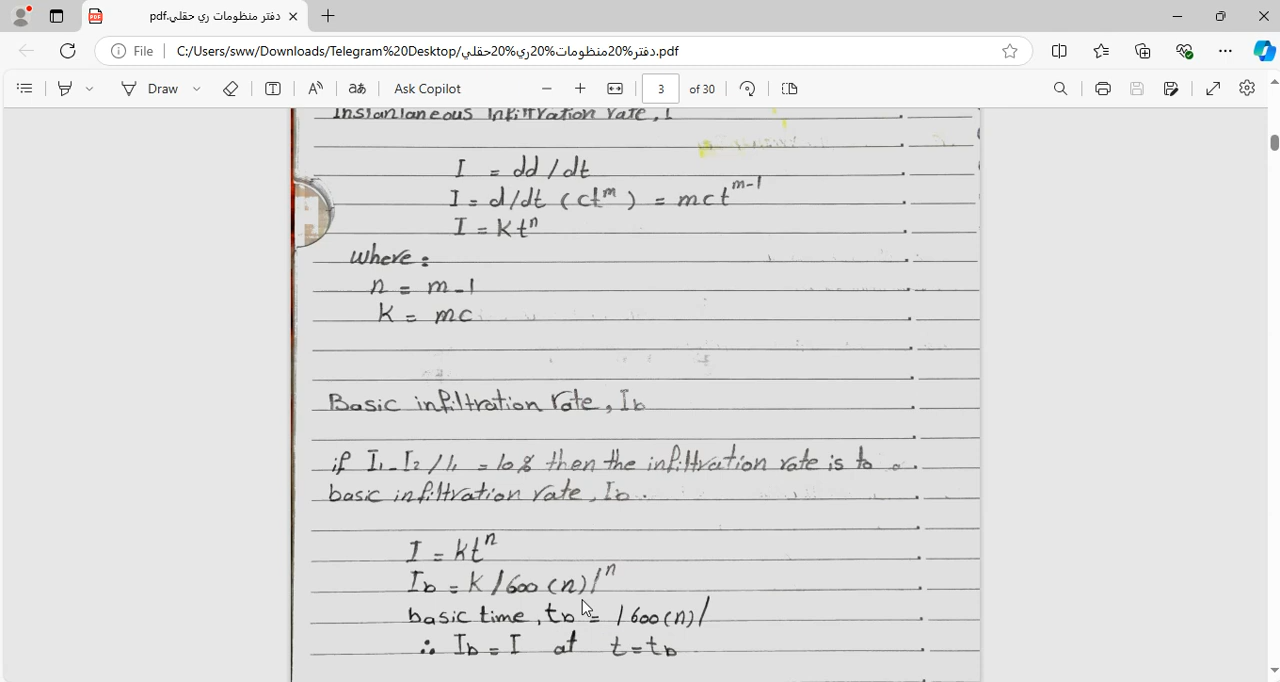 دفتر منظومات ري حقلي.pdf
File
C:/Users/sww/Downloads/Telegram%20Desktop/دفتر%20منظومات%20ري%20حقلي.pdf
Draw
aあ
Ask Copilot
3
of 30
Instantaneous Infiltration rate, I
I = dd/dt
I = d/dt (ct^m) = mct^m-1
I = kt^n
where:
n = m-1
k = mc
Basic infiltration rate, Ib
if I1-I2/I1 = 10% then the infiltration rate is to
basic infiltration rate, Ib.
I = kt^n
Ib = k/600(n)/^n
basic time, tb = /600(n)/
∴ Ib = I at t=tb